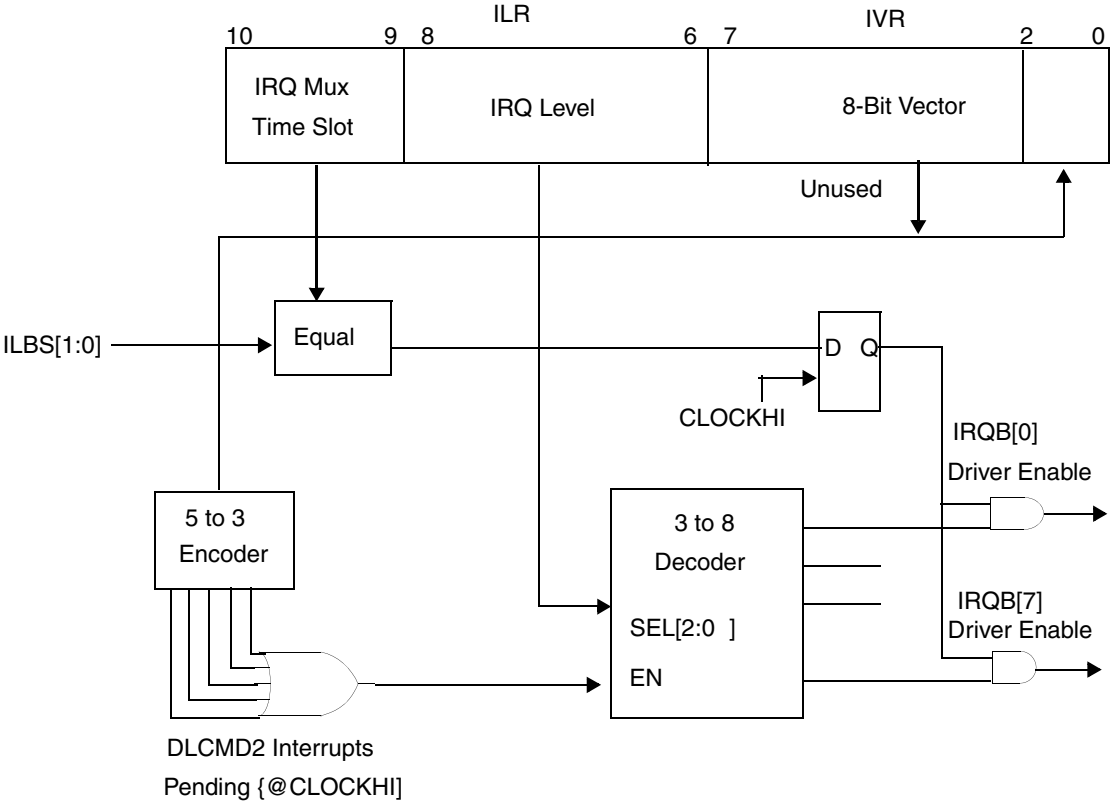 ILR
IVR
10 9 8 6 7 2 0
IRQ Mux
Time Slot
IRQ Level
8-Bit Vector
Unused
ILBS[1:0]
Equal
D Q
CLOCKHI
IRQB[0]
Driver Enable
5 to 3
Encoder
3 to 8
Decoder
SEL[2:0 ]
EN
IRQB[7]
Driver Enable
DLCMD2 Interrupts
Pending {@CLOCKHI]